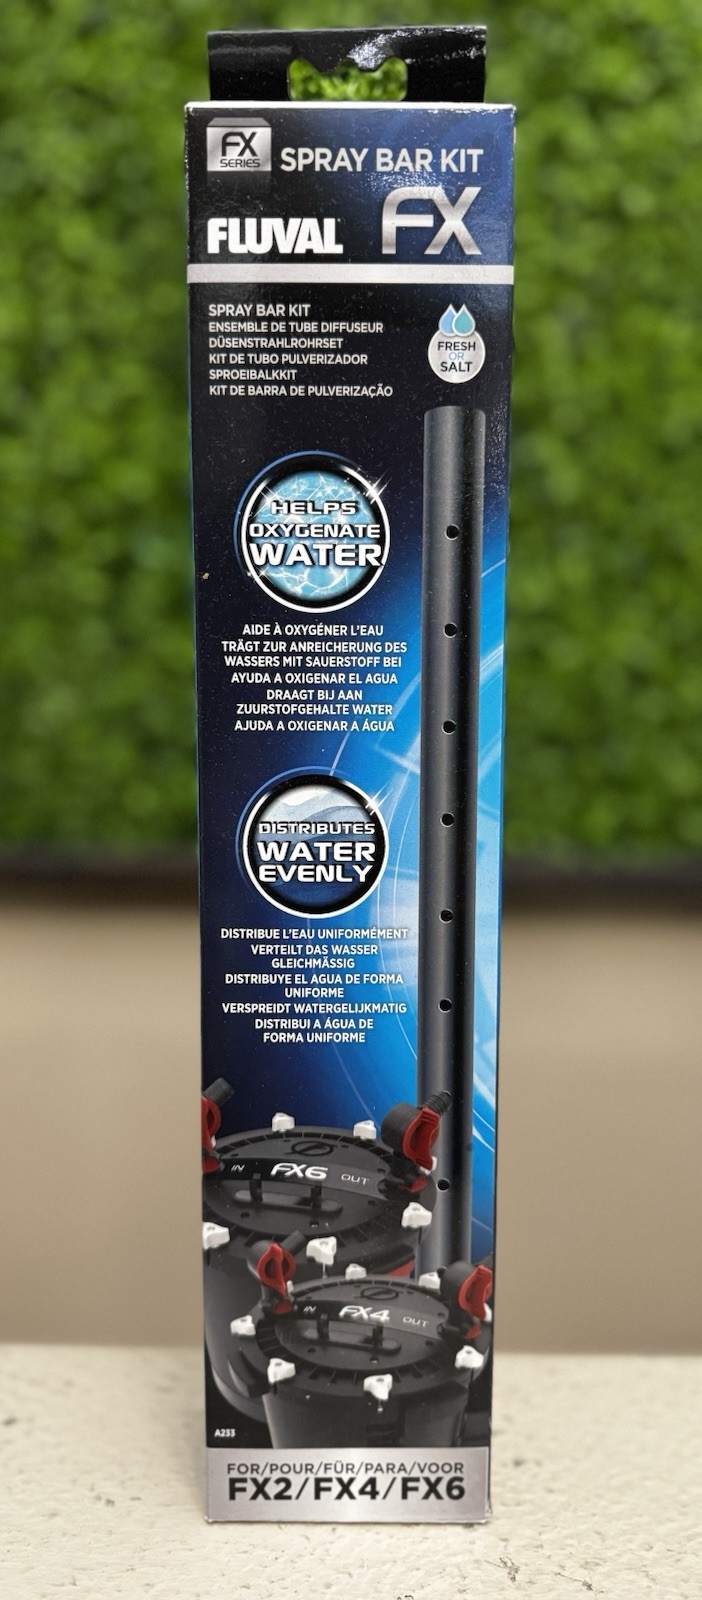 FX
SERIES
SPRAY BAR KIT
FLUVAL FX
SPRAY BAR KIT
ENSEMBLE DE TUBE DIFFUSEUR
DÜSENSTRAHLROHRSET
KIT DE TUBO PULVERIZADOR
SPROEIBALKKIT
KIT DE BARRA DE PULVERIZAÇÃO
FRESH
OR
SALT
HELPS
OXYGENATE
WATER
AIDE À OXYGÉNER L'EAU
TRÄGT ZUR ANREICHERUNG DES
WASSERS MIT SAUERSTOFF BEI
AYUDA A OXIGENAR EL AGUA
DRAAGT BIJ AAN
ZUURSTOFGEHALTE WATER
AJUDA A OXIGENAR A ÁGUA
DISTRIBUTES
WATER
EVENLY
DISTRIBUE L'EAU UNIFORMÉMENT
VERTEILT DAS WASSER
GLEICHMÄSSIG
DISTRIBUYE EL AGUA DE FORMA
UNIFORME
VERSPREIDT WATERGELIJKMATIG
DISTRIBUI A ÁGUA DE
FORMA UNIFORME
IN FX6 OUT
IN FX4 OUT
A233
FOR/POUR/FÜR/PARA/VOOR
FX2/FX4/FX6